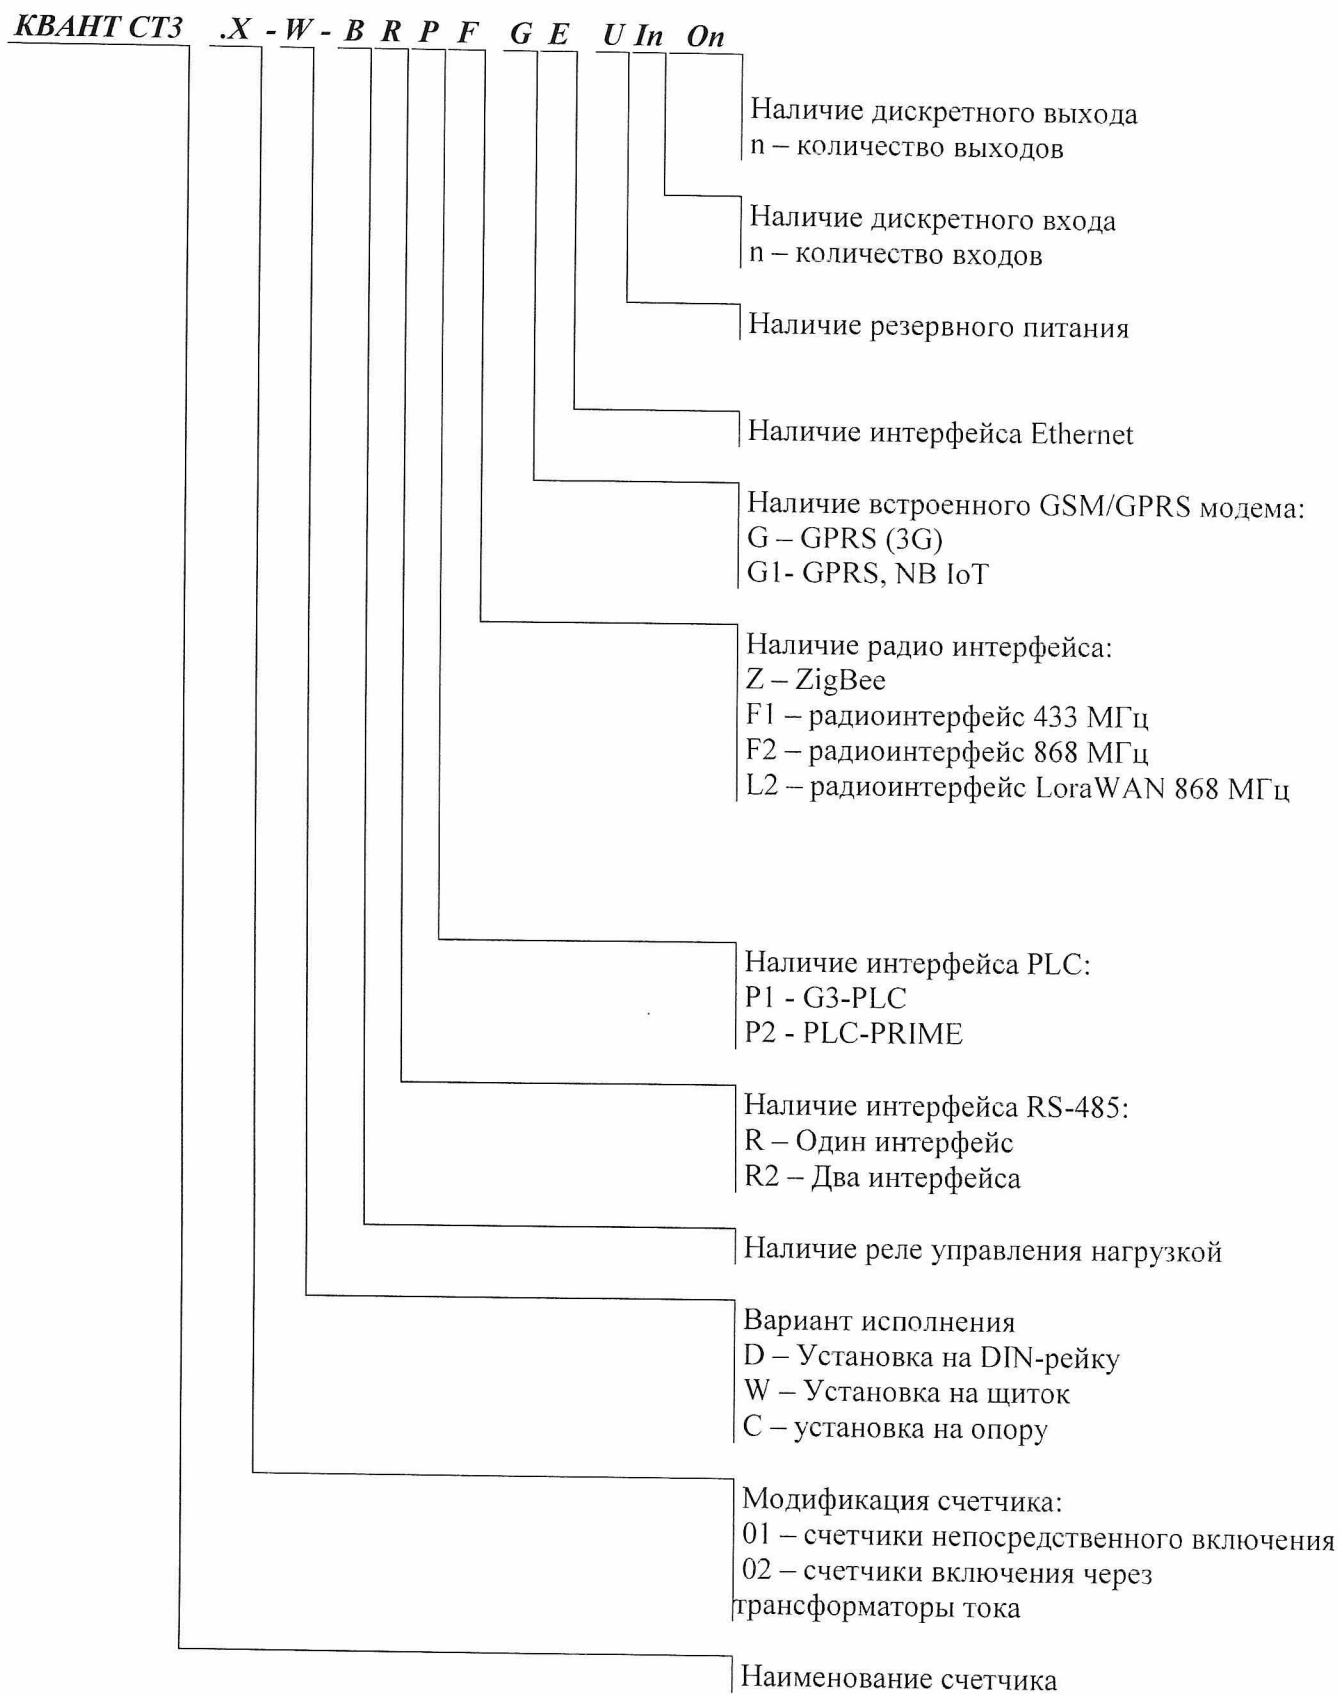 КВАНТ СТ3 .X - W - B R P F G E U In On
Наличие дискретного выхода
n – количество выходов
Наличие дискретного входа
n – количество входов
Наличие резервного питания
Наличие интерфейса Ethernet
Наличие встроенного GSM/GPRS модема:
G – GPRS (3G)
G1- GPRS, NB IoT
Наличие радио интерфейса:
Z – ZigBee
F1 – радиоинтерфейс 433 МГц
F2 – радиоинтерфейс 868 МГц
L2 – радиоинтерфейс LoraWAN 868 МГц
Наличие интерфейса PLC:
P1 - G3-PLC
P2 - PLC-PRIME
Наличие интерфейса RS-485:
R – Один интерфейс
R2 – Два интерфейса
Наличие реле управления нагрузкой
Вариант исполнения
D – Установка на DIN-рейку
W – Установка на щиток
C – установка на опору
Модификация счетчика:
01 – счетчики непосредственного включения
02 – счетчики включения через
трансформаторы тока
Наименование счетчика